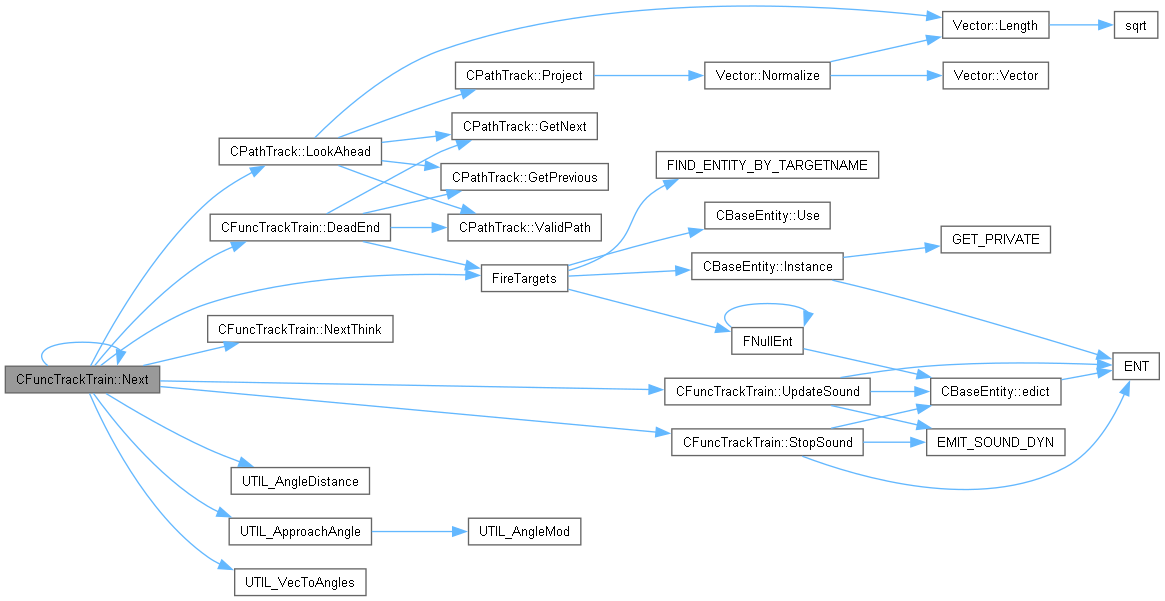 Vector::Length
sqrt
CPathTrack::Project
Vector::Normalize
Vector::Vector
CPathTrack::GetNext
CPathTrack::LookAhead
FIND_ENTITY_BY_TARGETNAME
CPathTrack::GetPrevious
CBaseEntity::Use
CFuncTrackTrain::DeadEnd
CPathTrack::ValidPath
GET_PRIVATE
CBaseEntity::Instance
FireTargets
CFuncTrackTrain::NextThink
FNullEnt
ENT
CFuncTrackTrain::Next
CFuncTrackTrain::UpdateSound
CBaseEntity::edict
CFuncTrackTrain::StopSound
EMIT_SOUND_DYN
UTIL_AngleDistance
UTIL_ApproachAngle
UTIL_AngleMod
UTIL_VecToAngles